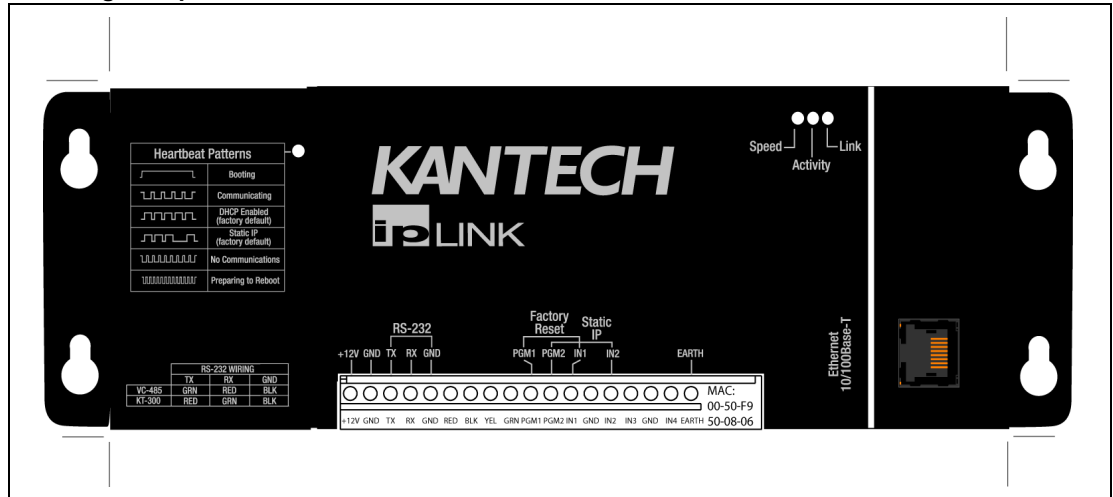 Heartbeat Patterns
Booting
Communicating
DHCP Enabled
(factory default)
Static IP
(factory default)
No Communications
Preparing to Reboot
KANTECH
ip LINK
Speed
Link
Activity
RS-232 WIRING
TX RX GND
VC-485 GRN RED BLK
KT-300 RED GRN BLK
RS-232
Factory
Reset
Static
IP
+12V GND TX RX GND PGM1 PGM2 IN1 IN2 EARTH
Ethernet
10/100Base-T
MAC:
00-50-F9
+12V GND TX RX GND RED BLK YEL GRN PGM1 PGM2 IN1 GND IN2 IN3 GND IN4 EARTH 50-08-06